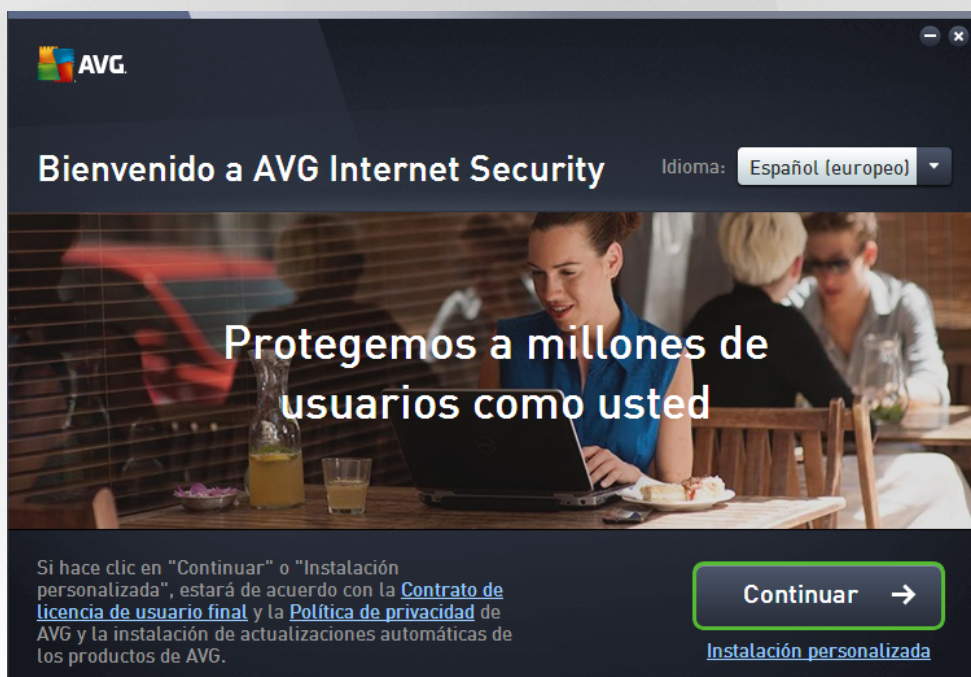 AVG.
Bienvenido a AVG Internet Security
Idioma:
Español (europeo)
Protegemos a millones de
usuarios como usted
Si hace clic en "Continuar" o "Instalación
personalizada", estará de acuerdo con la Contrato de
licencia de usuario final y la Política de privacidad de
AVG y la instalación de actualizaciones automáticas de
los productos de AVG.
Continuar →
Instalación personalizada